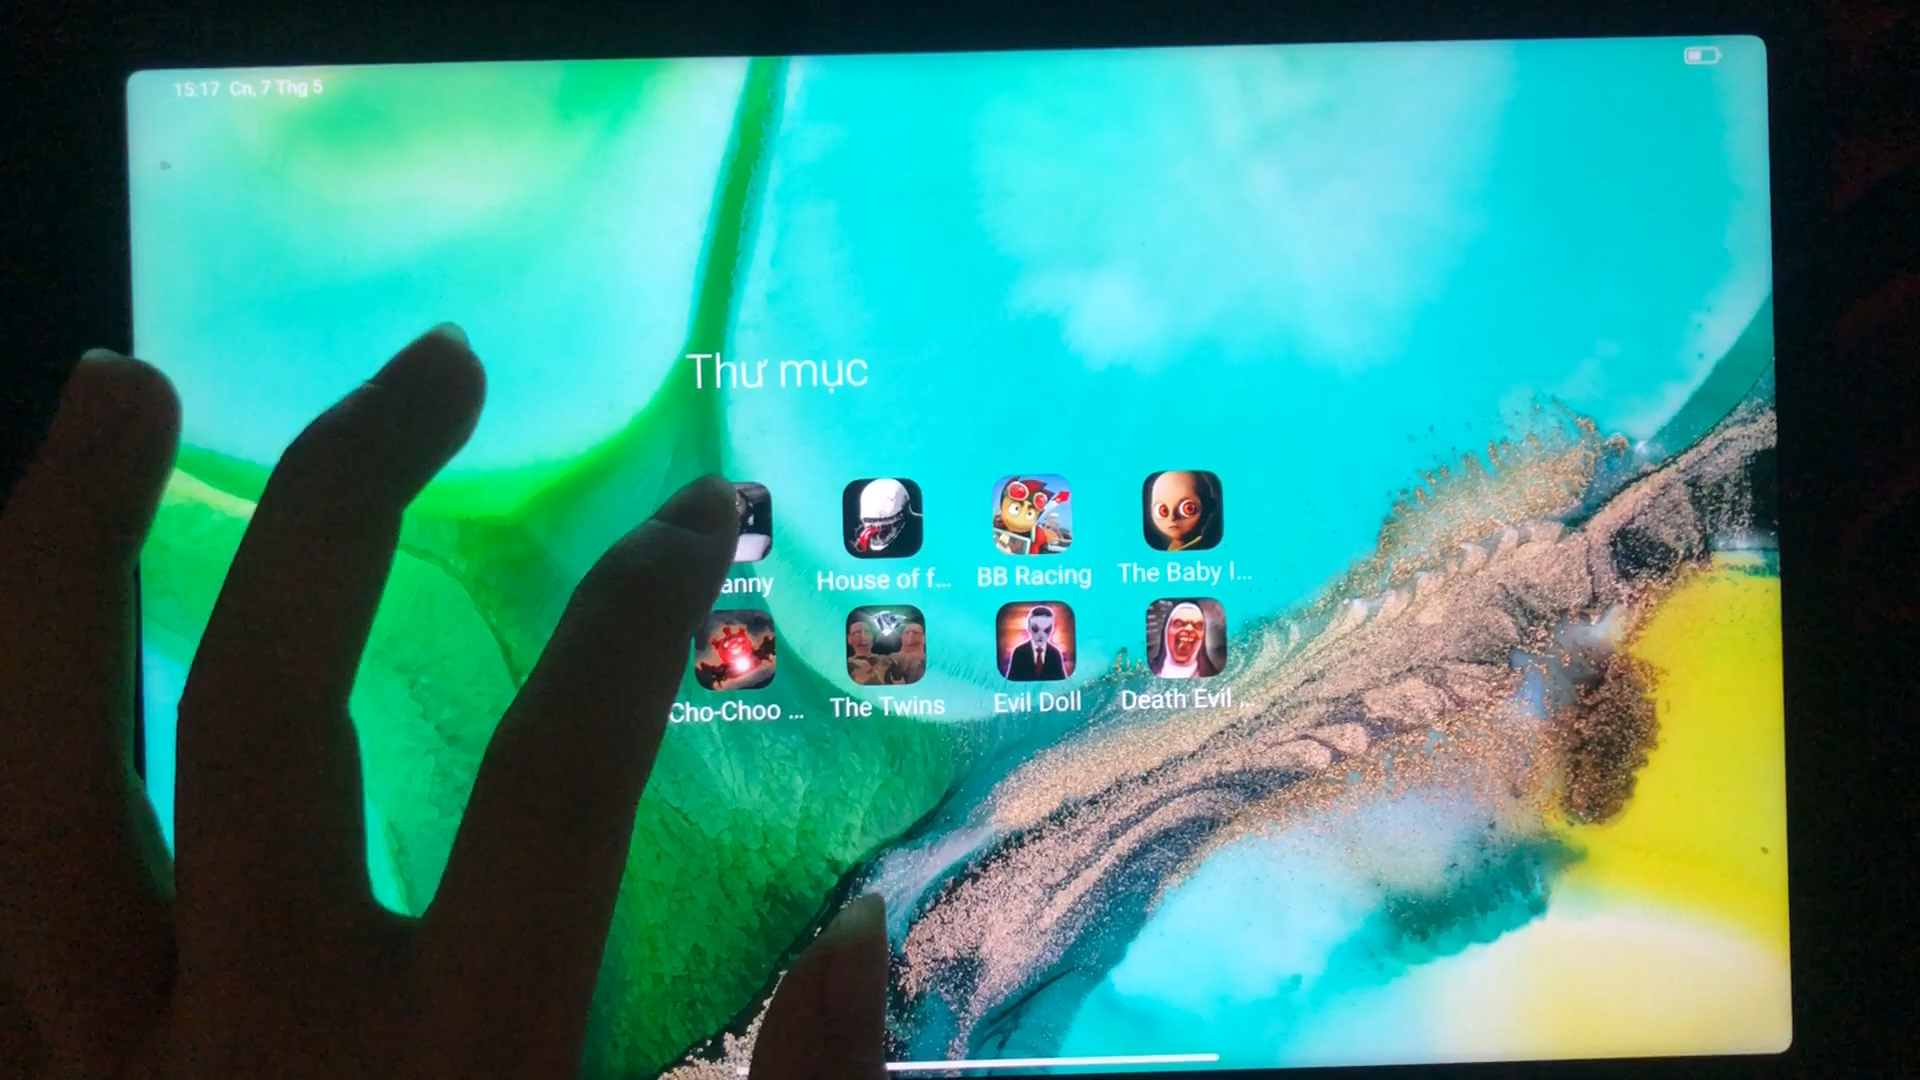 15:17 Cn, 7 Thg 5
Thư mục
anny House of f... BB Racing The Baby I...
Cho-Choo ... The Twins Evil Doll Death Evil ...